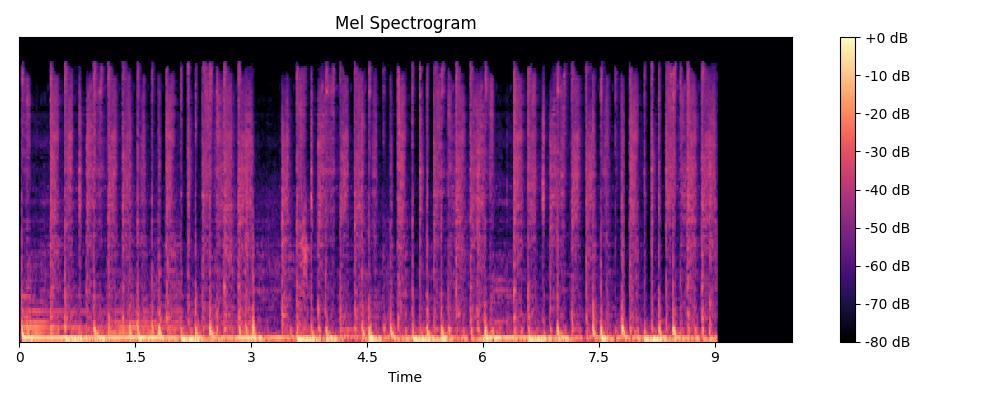 Mel Spectrogram
+0 dB
-10 dB
-20 dB
-30 dB
-40 dB
-50 dB
-60 dB
-70 dB
-80 dB
0 1.5 3 4.5 6 7.5 9
Time